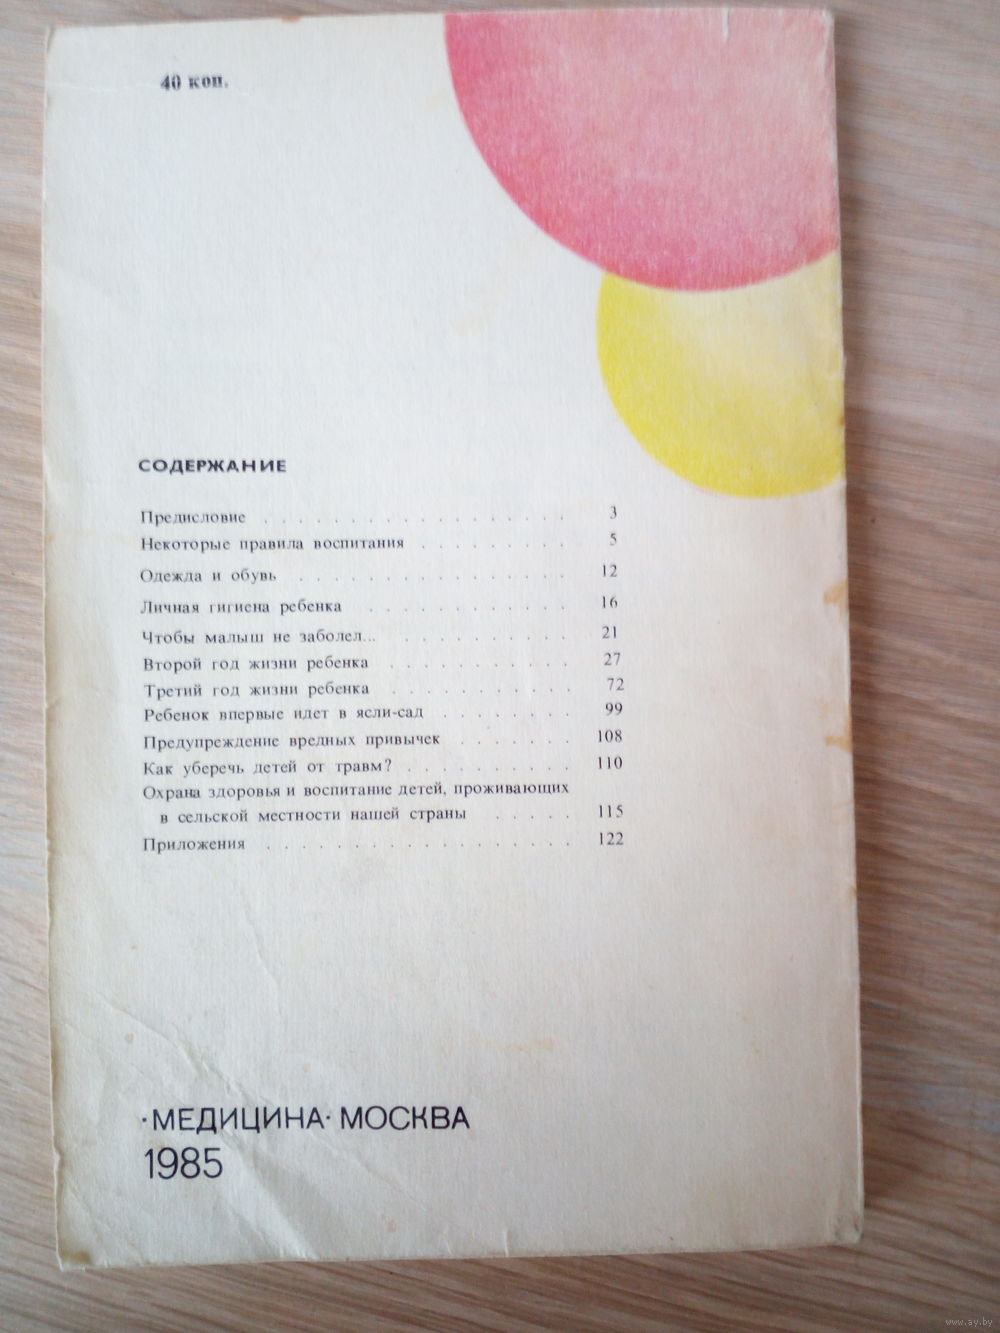 40 коп.
СОДЕРЖАНИЕ
Предисловие . . . . . . . . . . . . . . . . . . 3
Некоторые правила воспитания . . . . . . . . . 5
Одежда и обувь . . . . . . . . . . . . . . . . 12
Личная гигиена ребенка . . . . . . . . . . . . 16
Чтобы малыш не заболел... . . . . . . . . . . 21
Второй год жизни ребенка . . . . . . . . . . . 27
Третий год жизни ребенка . . . . . . . . . . . 72
Ребенок впервые идет в ясли-сад . . . . . . . . 99
Предупреждение вредных привычек . . . . . . . 108
Как уберечь детей от травм? . . . . . . . . . . 110
Охрана здоровья и воспитание детей, проживающих
в сельской местности нашей страны . . . . . 115
Приложения . . . . . . . . . . . . . . . . . . 122
·МЕДИЦИНА· МОСКВА
1985
www.ay.by